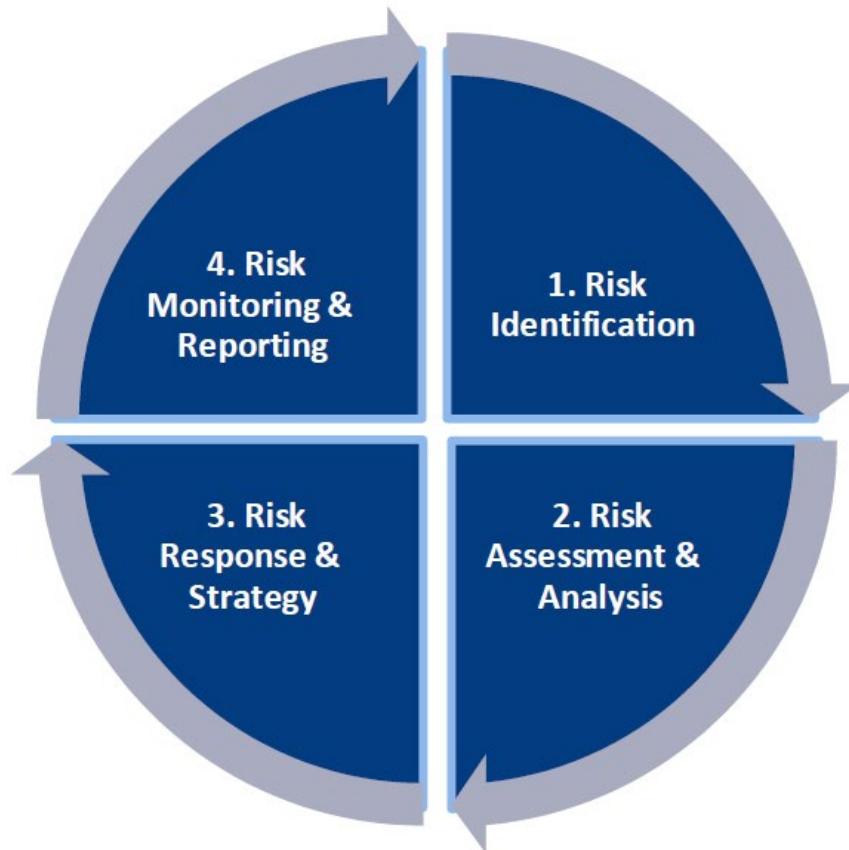 1. Risk
Identification
2. Risk
Assessment &
Analysis
3. Risk
Response &
Strategy
4. Risk
Monitoring &
Reporting